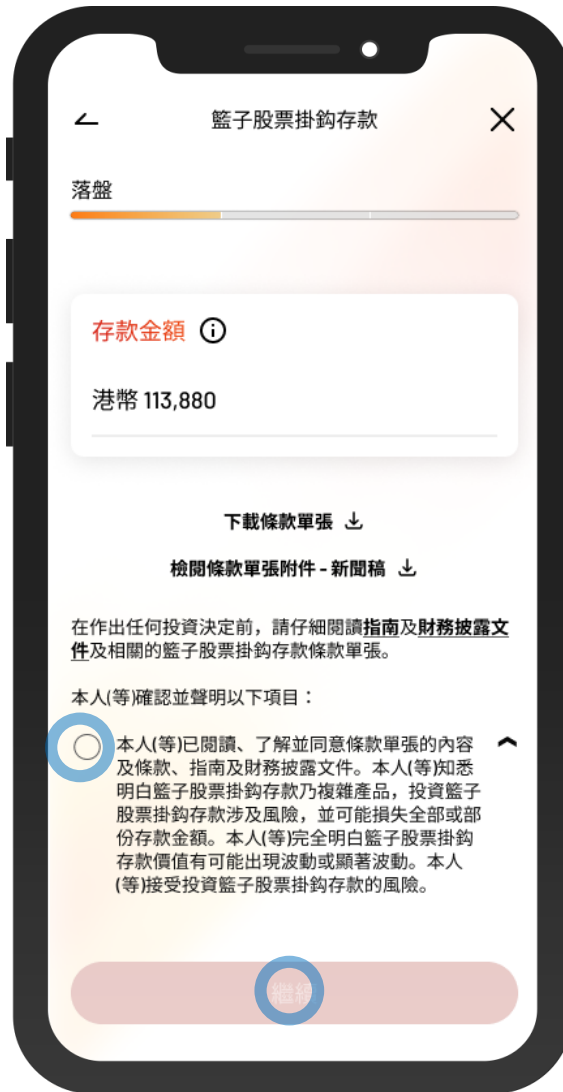 籃子股票掛鈎存款
落盤
存款金額
港幣 113,880
下載條款單張
檢閱條款單張附件 - 新聞稿
在作出任何投資決定前，請仔細閱讀指南及財務披露文
件及相關的籃子股票掛鈎存款條款單張。
本人(等)確認並聲明以下項目：
本人(等)已閱讀、了解並同意條款單張的內容
及條款、指南及財務披露文件。本人(等)知悉
明白籃子股票掛鈎存款乃複雜產品，投資籃子
股票掛鈎存款涉及風險，並可能損失全部或部
份存款金額。本人(等)完全明白籃子股票掛鈎
存款價值有可能出現波動或顯著波動。本人
(等)接受投資籃子股票掛鈎存款的風險。
繼續